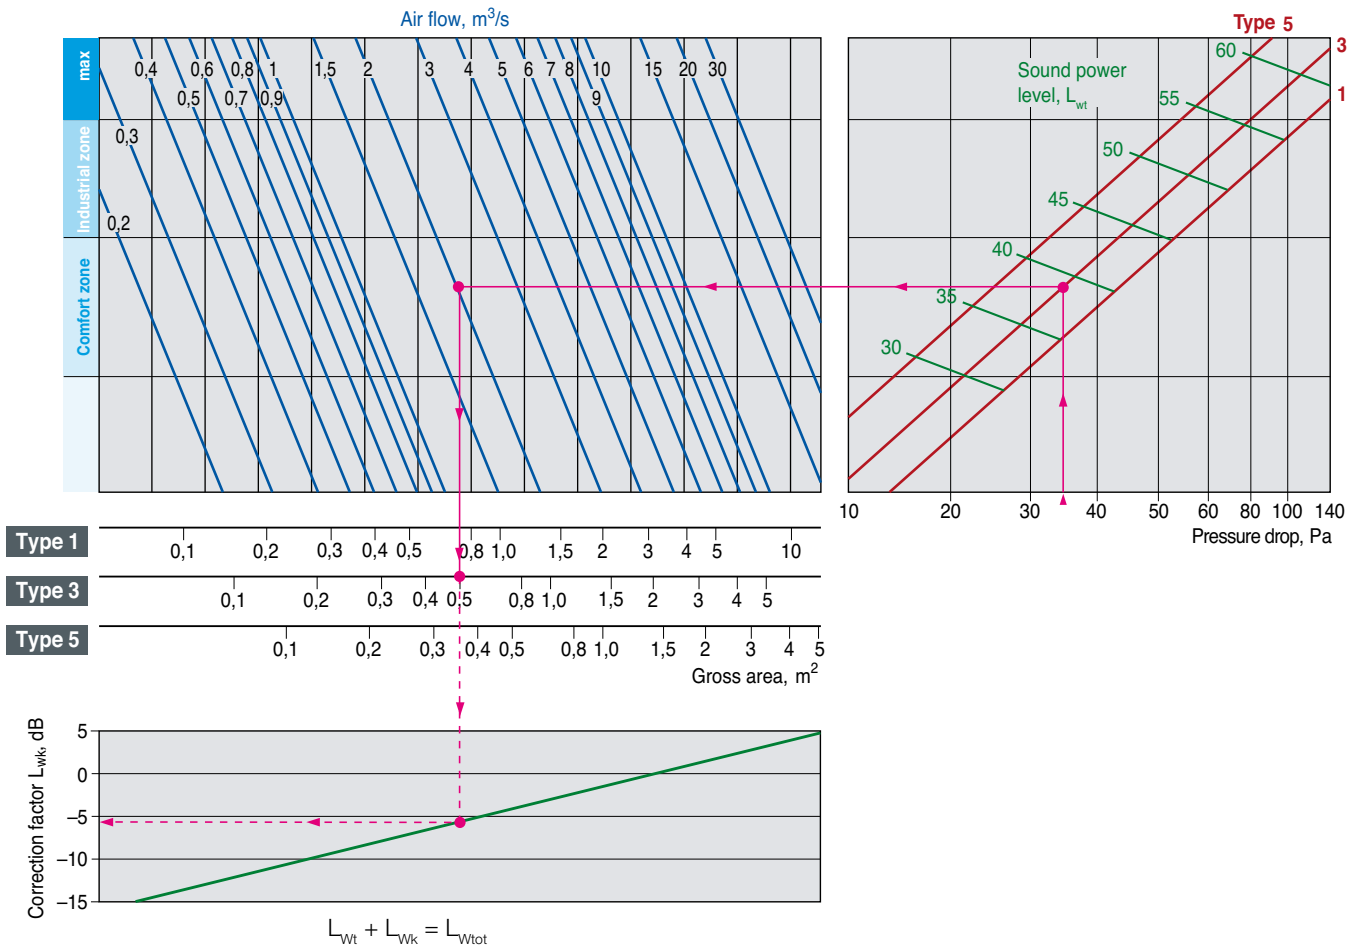 Air flow, m³/s
max
Industrial zone
Comfort zone
0,4 0,6 0,8 1 1,5 2 3 4 5 6 7 8 10 15 20 30
0,5 0,7 0,9 9
0,3
0,2
Type 5
3
1
Sound power
level, Lwt
60
55
50
45
40
35
30
10 20 30 40 50 60 80 100 140
Pressure drop, Pa
Type 1
0,1 0,2 0,3 0,4 0,5 0,8 1,0 1,5 2 3 4 5 10
Type 3
0,1 0,2 0,3 0,4 0,5 0,8 1,0 1,5 2 3 4 5
Type 5
0,1 0,2 0,3 0,4 0,5 0,8 1,0 1,5 2 3 4 5
Gross area, m²
Correction factor Lwk, dB
5
0
–5
–10
–15
LWt + LWk = LWtot